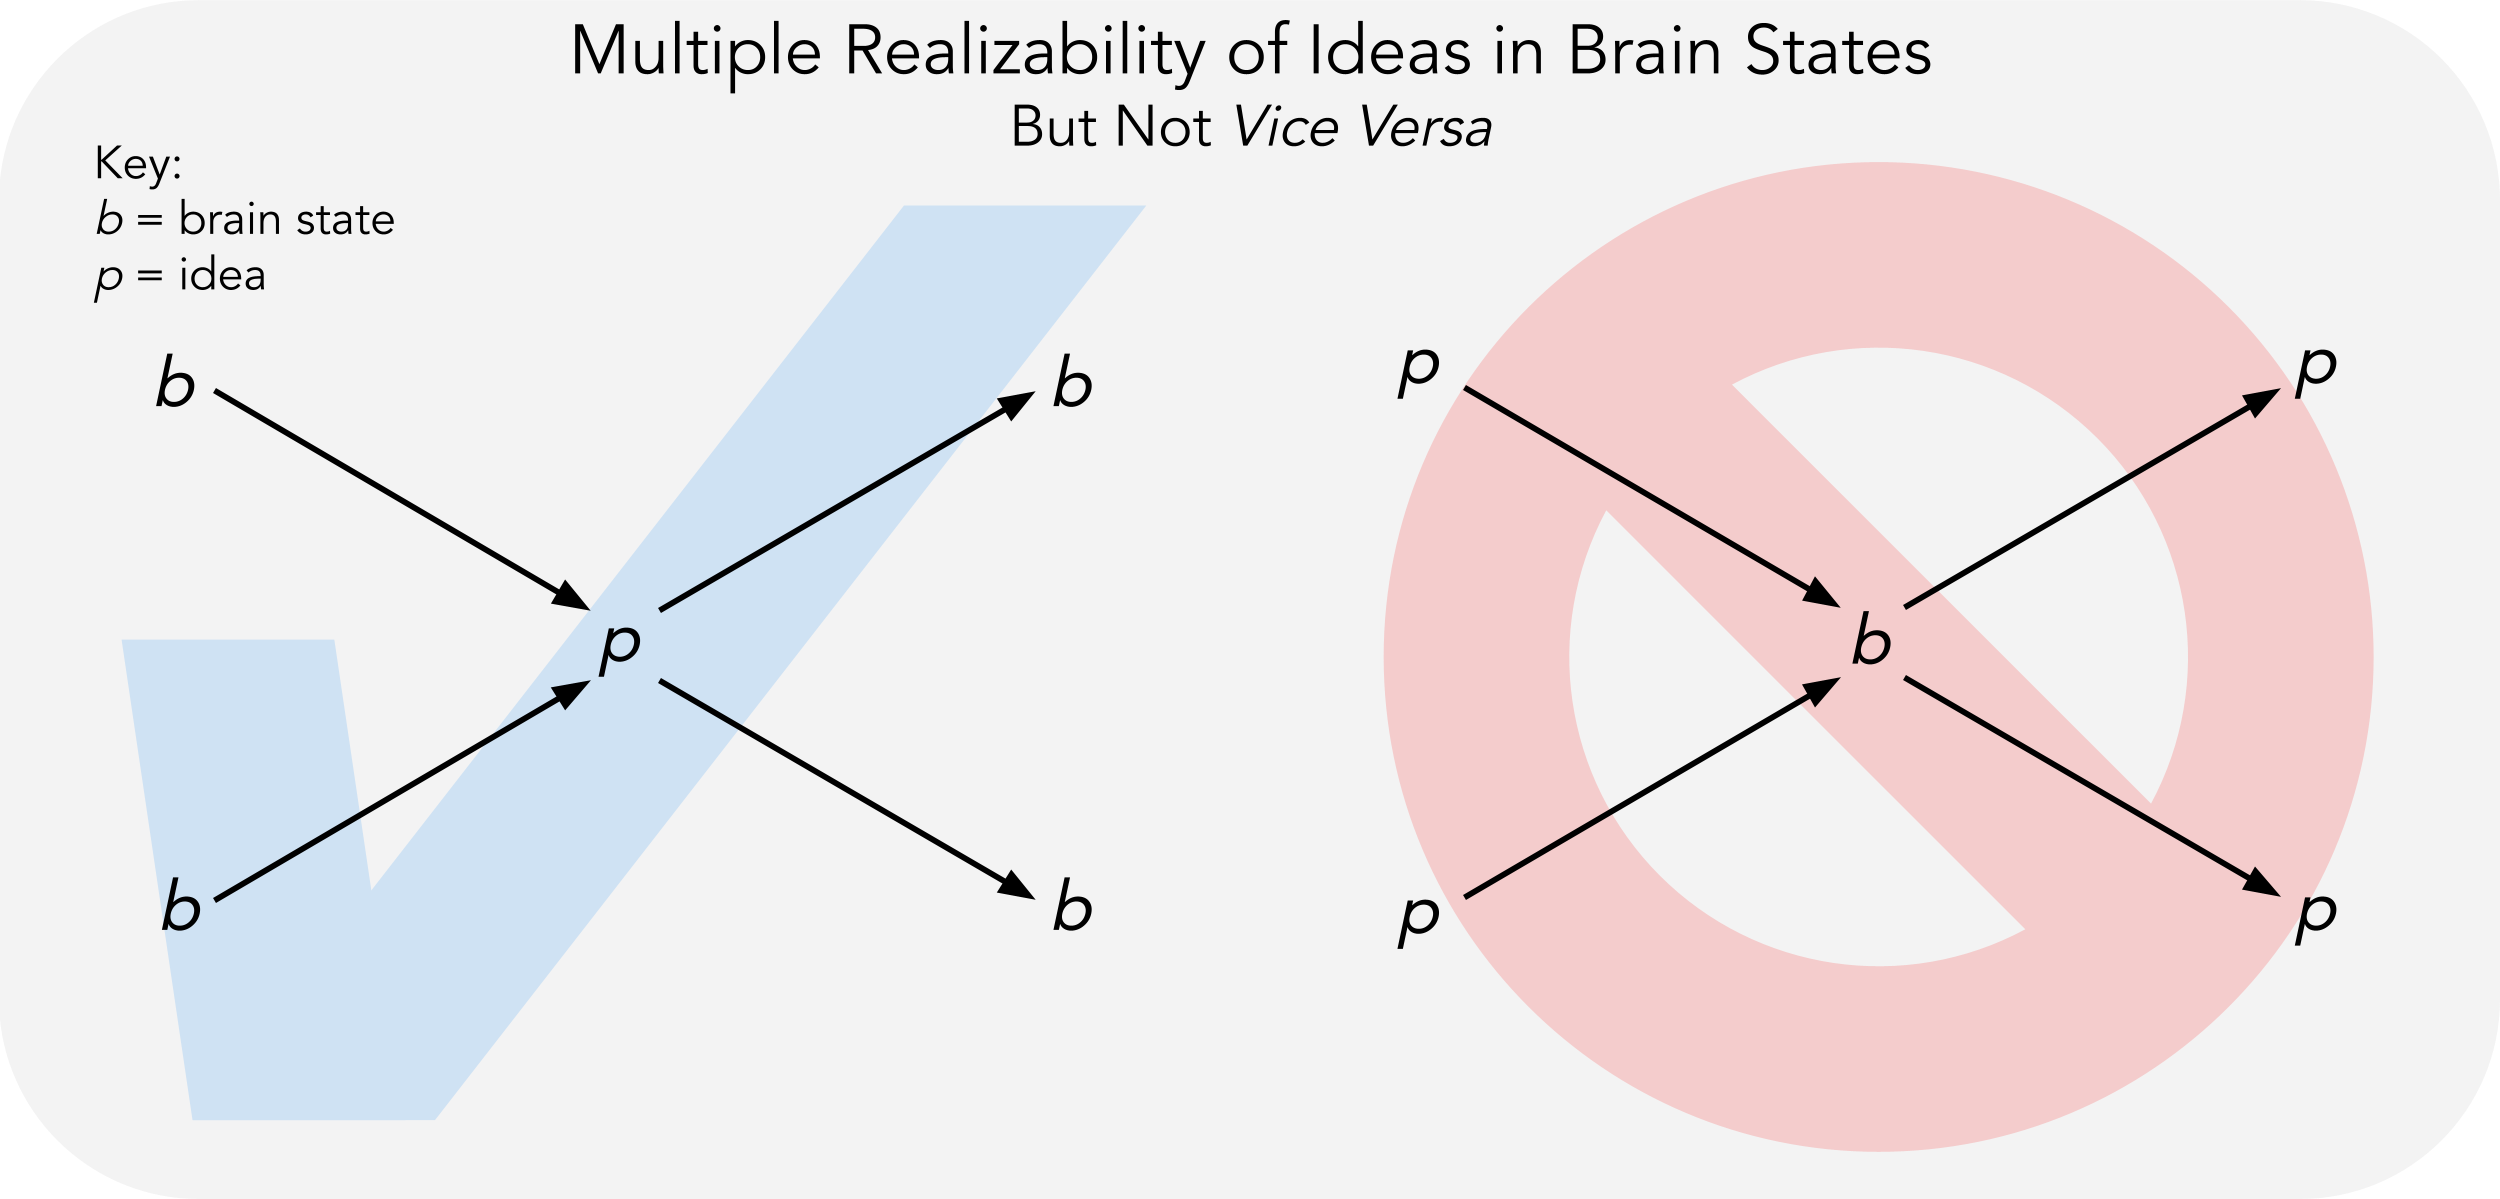 Multiple Realizability of Ideas in Brain States
But Not Vice Versa
Key:
b = brain state
p = idea
b
b
p
b
b
p
p
b
p
p